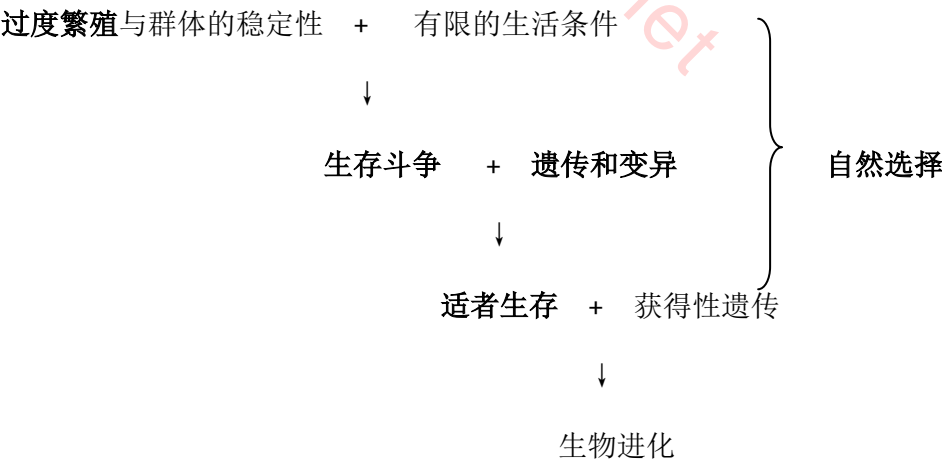 过度繁殖与群体的稳定性 + 有限的生活条件
↓
生存斗争 + 遗传和变异 自然选择
↓
适者生存 + 获得性遗传
↓
生物进化
net